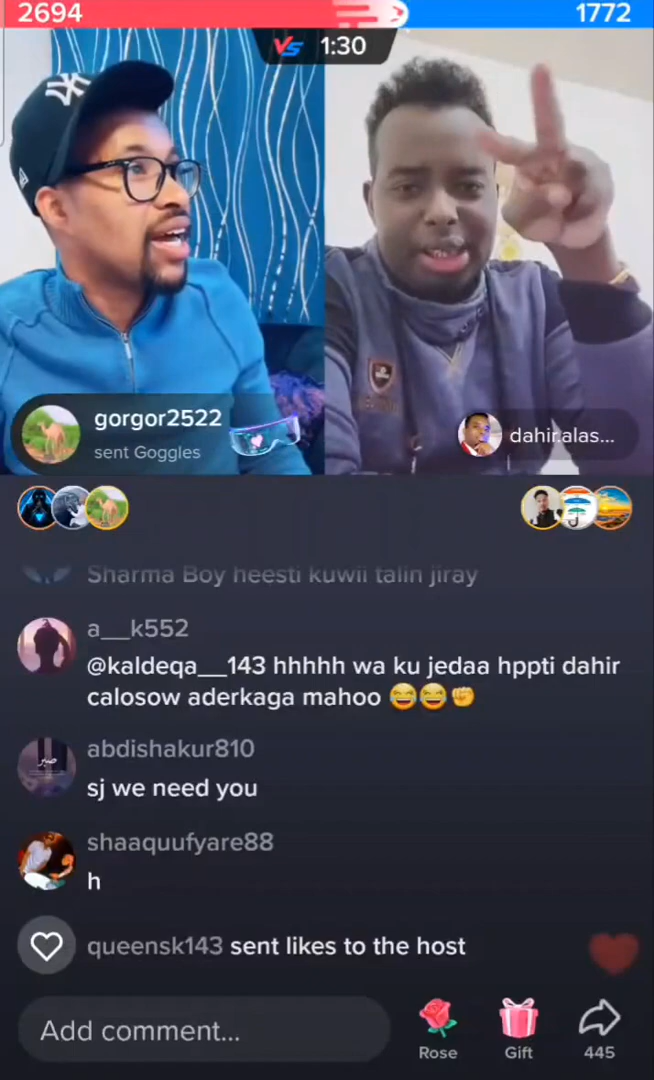 2694
1772
VS 1:30
gorgor2522
sent Goggles
dahir.alas...
Sharma Boy heesti kuwii talin jiray
a__k552
@kaldeqa__143 hhhhh wa ku jedaa hppti dahir
calosow aderkaga mahoo 😂😂✊
abdishakur810
sj we need you
shaaquufyare88
h
queensk143 sent likes to the host
Add comment...
Rose
Gift
445